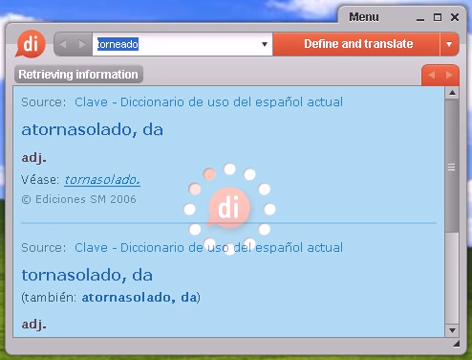 Menu
di
torneado
Define and translate
Retrieving information
Source: Clave - Diccionario de uso del español actual
atornasolado, da
adj.
Véase: tornasolado.
© Ediciones SM 2006
di
Source: Clave - Diccionario de uso del español actual
tornasolado, da
(también: atornasolado, da)
adj.